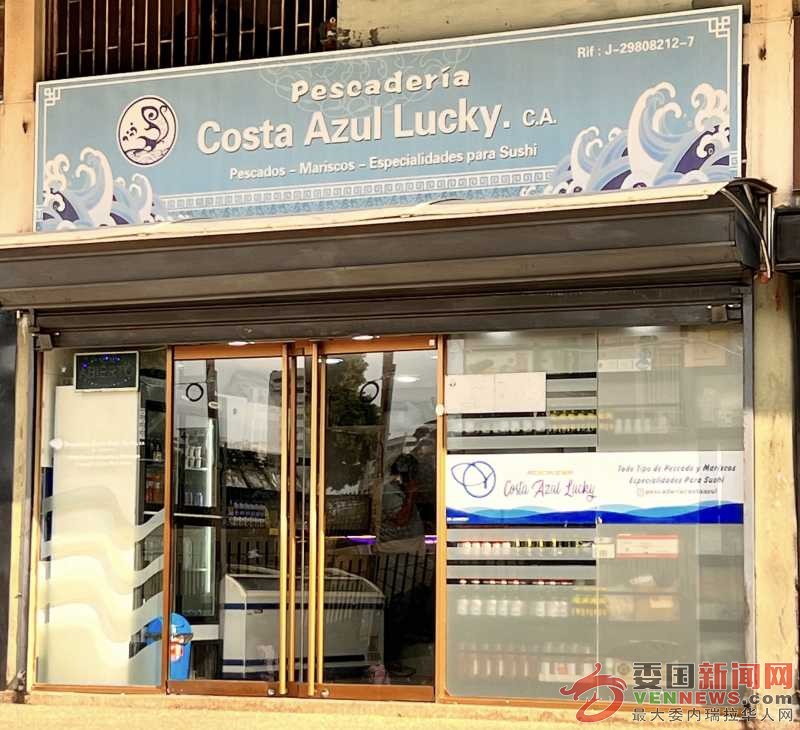 Rif : J-29808212-7
Pescadería
Costa Azul Lucky. C.A.
Pescados - Mariscos - Especialidades para Sushi
ABIERTO
Costa Azul Lucky
Todo Tipo de Pescado y Mariscos
Especialidades Para Sushi
委国新闻网
VENNEWS.com
最大委内瑞拉华人网